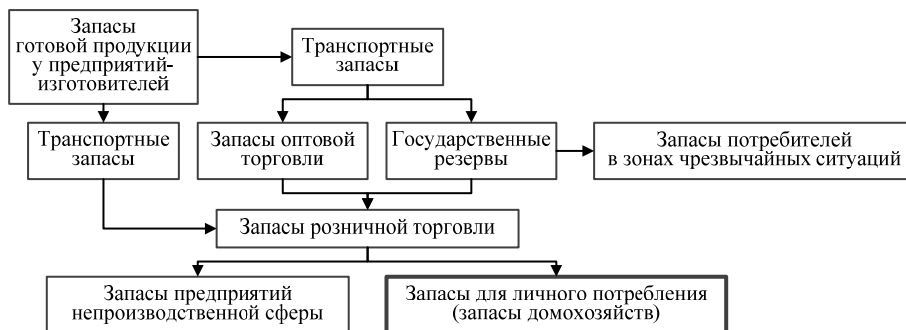 Запасы
готовой продукции
у предприятий-
изготовителей
Транспортные
запасы
Транспортные
запасы
Запасы оптовой
торговли
Государственные
резервы
Запасы потребителей
в зонах чрезвычайных ситуаций
Запасы розничной торговли
Запасы предприятий
непроизводственной сферы
Запасы для личного потребления
(запасы домохозяйств)